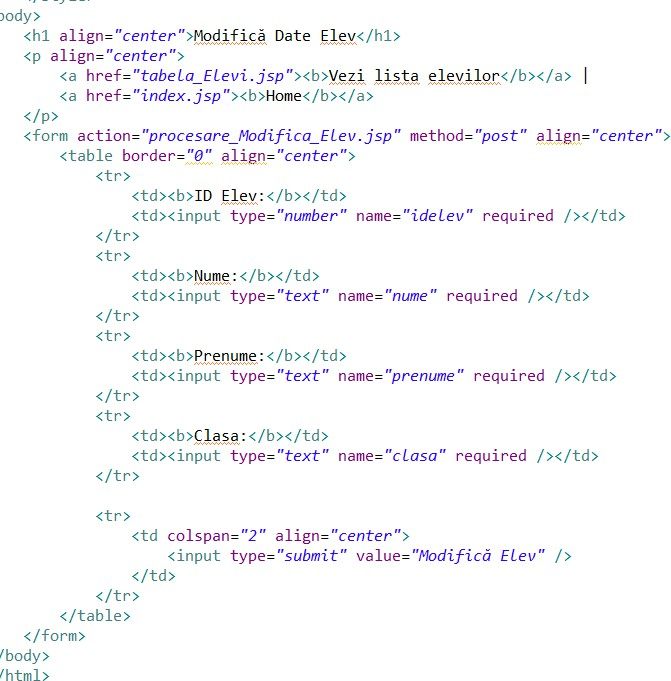 body>
<h1 align="center">Modifică Date Elev</h1>
<p align="center">
<a href="tabela_Elevi.jsp"><b>Vezi lista elevilor</b></a> |
<a href="index.jsp"><b>Home</b></a>
</p>
<form action="procesare_Modifica_Elev.jsp" method="post" align="center">
<table border="0" align="center">
<tr>
<td><b>ID Elev:</b></td>
<td><input type="number" name="idelev" required /></td>
</tr>
<tr>
<td><b>Nume:</b></td>
<td><input type="text" name="nume" required /></td>
</tr>
<tr>
<td><b>Prenume:</b></td>
<td><input type="text" name="prenume" required /></td>
</tr>
<tr>
<td><b>Clasa:</b></td>
<td><input type="text" name="clasa" required /></td>
</tr>
<tr>
<td colspan="2" align="center">
<input type="submit" value="Modifică Elev" />
</td>
</tr>
</table>
</form>
/body>
/html>